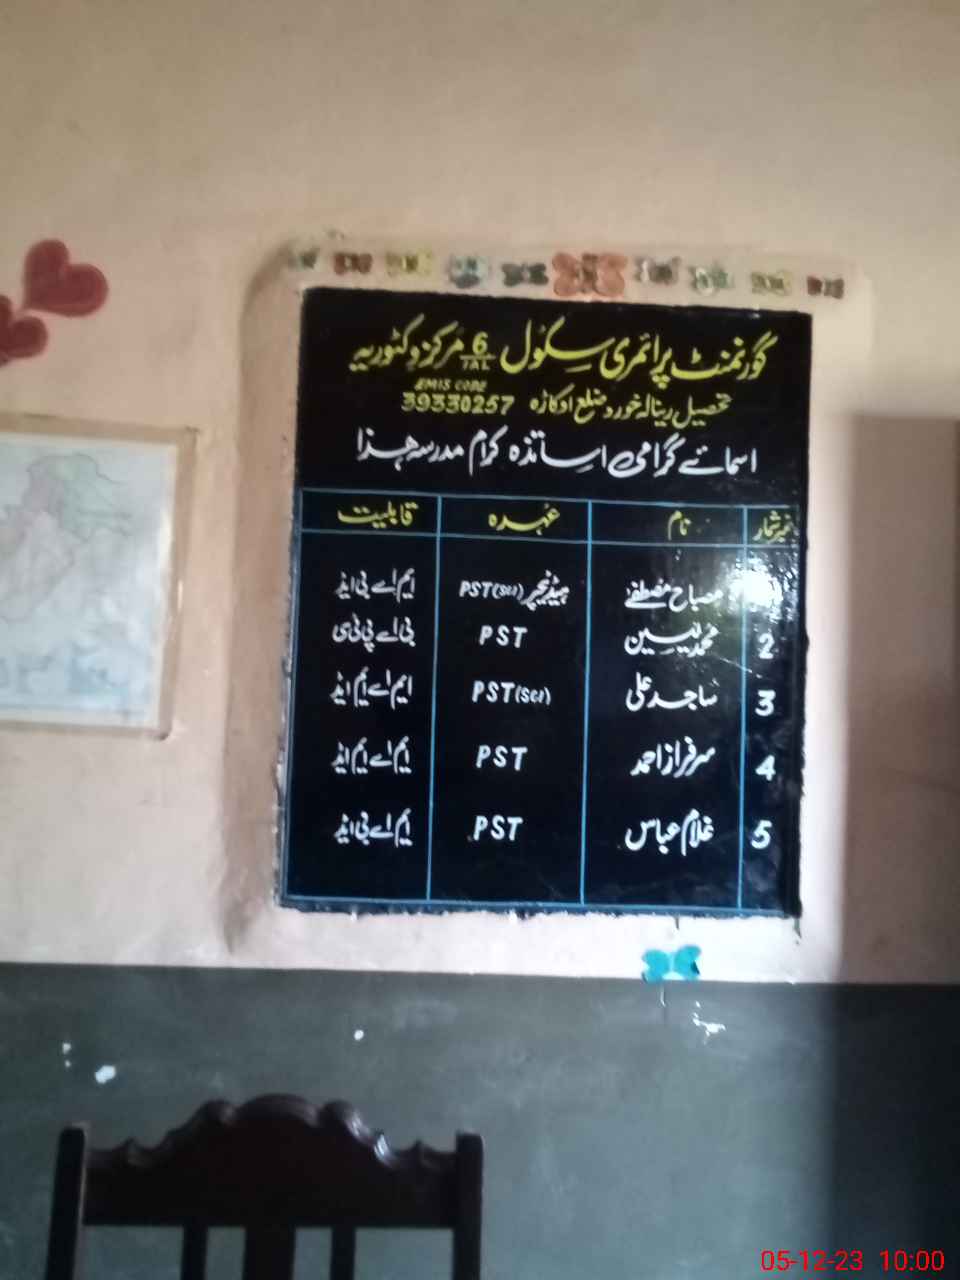 گورنمنٹ پرائمری سکول 6/1AL مرکز وکٹوریہ
EMIS CODE
تحصیل رینالہ خورد ضلع اوکاڑہ 39330257
اسمائے گرامی اساتذہ کرام مدرسہ ھذا
نمبر شمار نام عہدہ قابلیت
مصباح مصطفےٰ ہیڈ ٹیچر PST(SCI) ایم اے بی ایڈ
2 محمد یٰسین PST بی اے پی ٹی سی
3 ساجد علی PST(SCI) ایم اے ایم ایڈ
4 سرفراز احمد PST ایم اے ایم ایڈ
5 غلام عباس PST ایم اے بی ایڈ
05-12-23 10:00